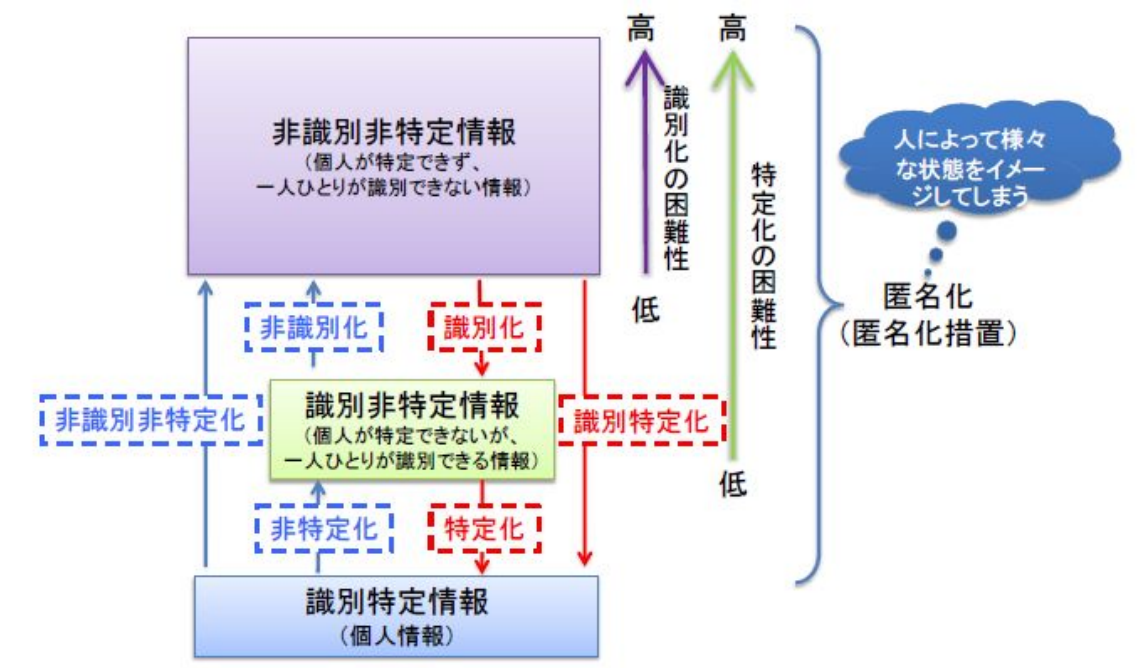 高
高
非識別非特定情報
（個人が特定できず、
一人ひとりが識別できない情報）
識別化の困難性
特定化の困難性
低
人によって様々
な状態をイメー
ジしてしまう
匿名化
（匿名化措置）
非識別化
識別化
非識別非特定化
識別非特定情報
（個人が特定できないが、
一人ひとりが識別できる情報）
識別特定化
低
非特定化
特定化
識別特定情報
（個人情報）